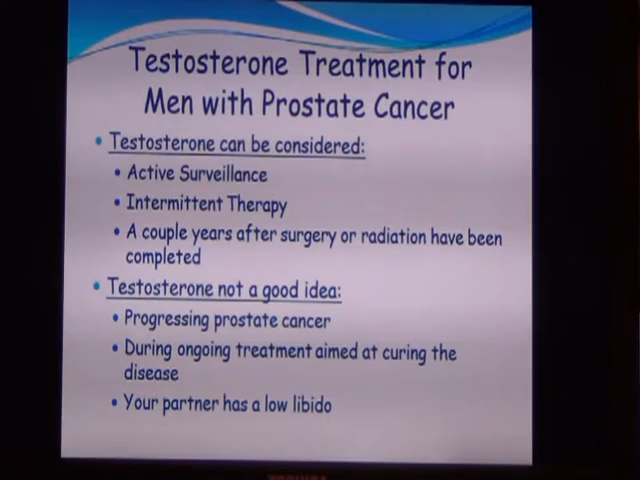 Testosterone Treatment for
Men with Prostate Cancer
• Testosterone can be considered:
• Active Surveillance
• Intermittent Therapy
• A couple years after surgery or radiation have been
completed
• Testosterone not a good idea:
• Progressing prostate cancer
• During ongoing treatment aimed at curing the
disease
• Your partner has a low libido